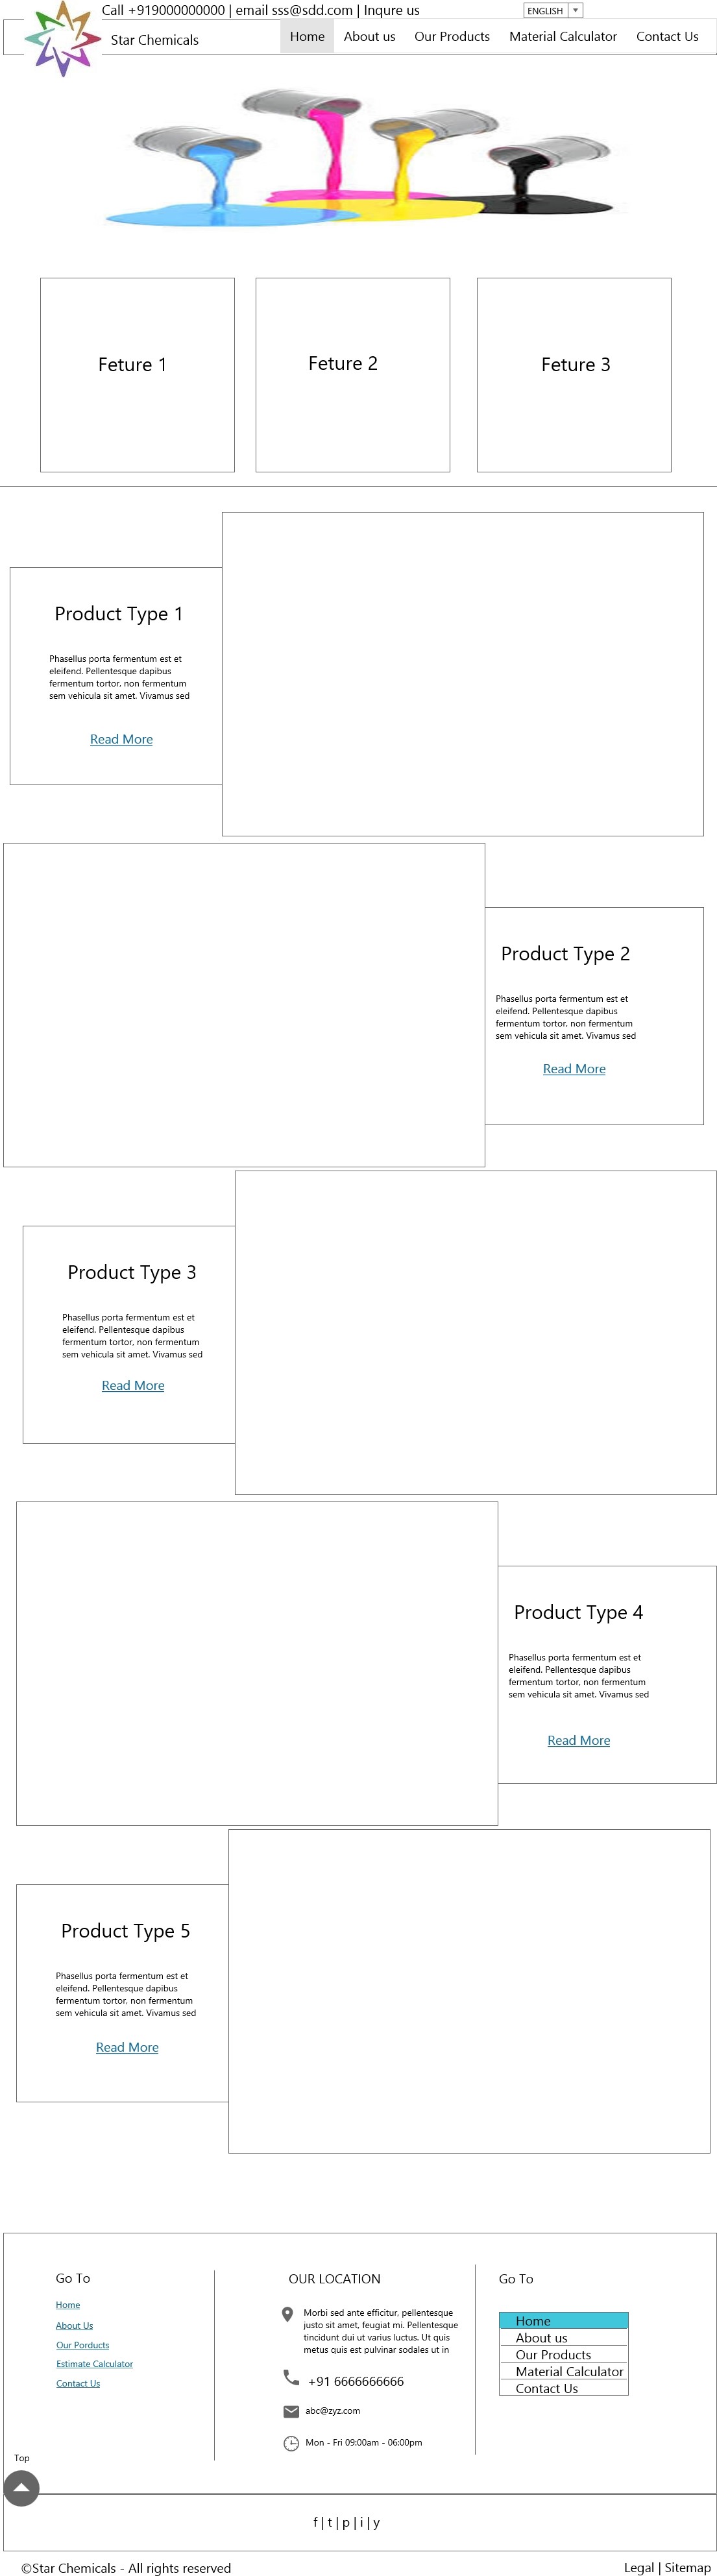 Call +919000000000 | email sss@sdd.com | Inqure us
ENGLISH
Star Chemicals
Home About us Our Products Material Calculator Contact Us
Feture 1
Feture 2
Feture 3
Product Type 1
Phasellus porta fermentum est et
eleifend. Pellentesque dapibus
fermentum tortor, non fermentum
sem vehicula sit amet. Vivamus sed
Read More
Product Type 2
Phasellus porta fermentum est et
eleifend. Pellentesque dapibus
fermentum tortor, non fermentum
sem vehicula sit amet. Vivamus sed
Read More
Product Type 3
Phasellus porta fermentum est et
eleifend. Pellentesque dapibus
fermentum tortor, non fermentum
sem vehicula sit amet. Vivamus sed
Read More
Product Type 4
Phasellus porta fermentum est et
eleifend. Pellentesque dapibus
fermentum tortor, non fermentum
sem vehicula sit amet. Vivamus sed
Read More
Product Type 5
Phasellus porta fermentum est et
eleifend. Pellentesque dapibus
fermentum tortor, non fermentum
sem vehicula sit amet. Vivamus sed
Read More
Go To
Home
About Us
Our Porducts
Estimate Calculator
Contact Us
OUR LOCATION
Morbi sed ante efficitur, pellentesque
justo sit amet, feugiat mi. Pellentesque
tincidunt dui ut varius luctus. Ut quis
metus quis est pulvinar sodales ut in
+91 6666666666
abc@zyz.com
Mon - Fri 09:00am - 06:00pm
Go To
Home
About us
Our Products
Material Calculator
Contact Us
Top
f | t | p | i | y
©Star Chemicals - All rights reserved
Legal | Sitemap